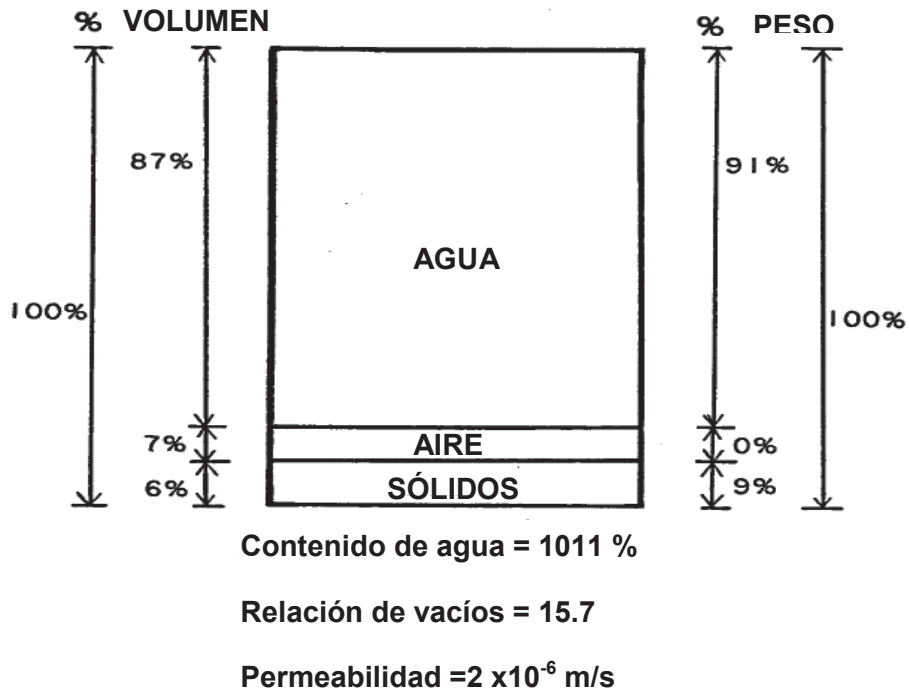 % VOLUMEN % PESO
87% 91%
AGUA
100% 100%
7% AIRE 0%
6% SÓLIDOS 9%
Contenido de agua = 1011 %
Relación de vacíos = 15.7
Permeabilidad =2 x10⁻⁶ m/s